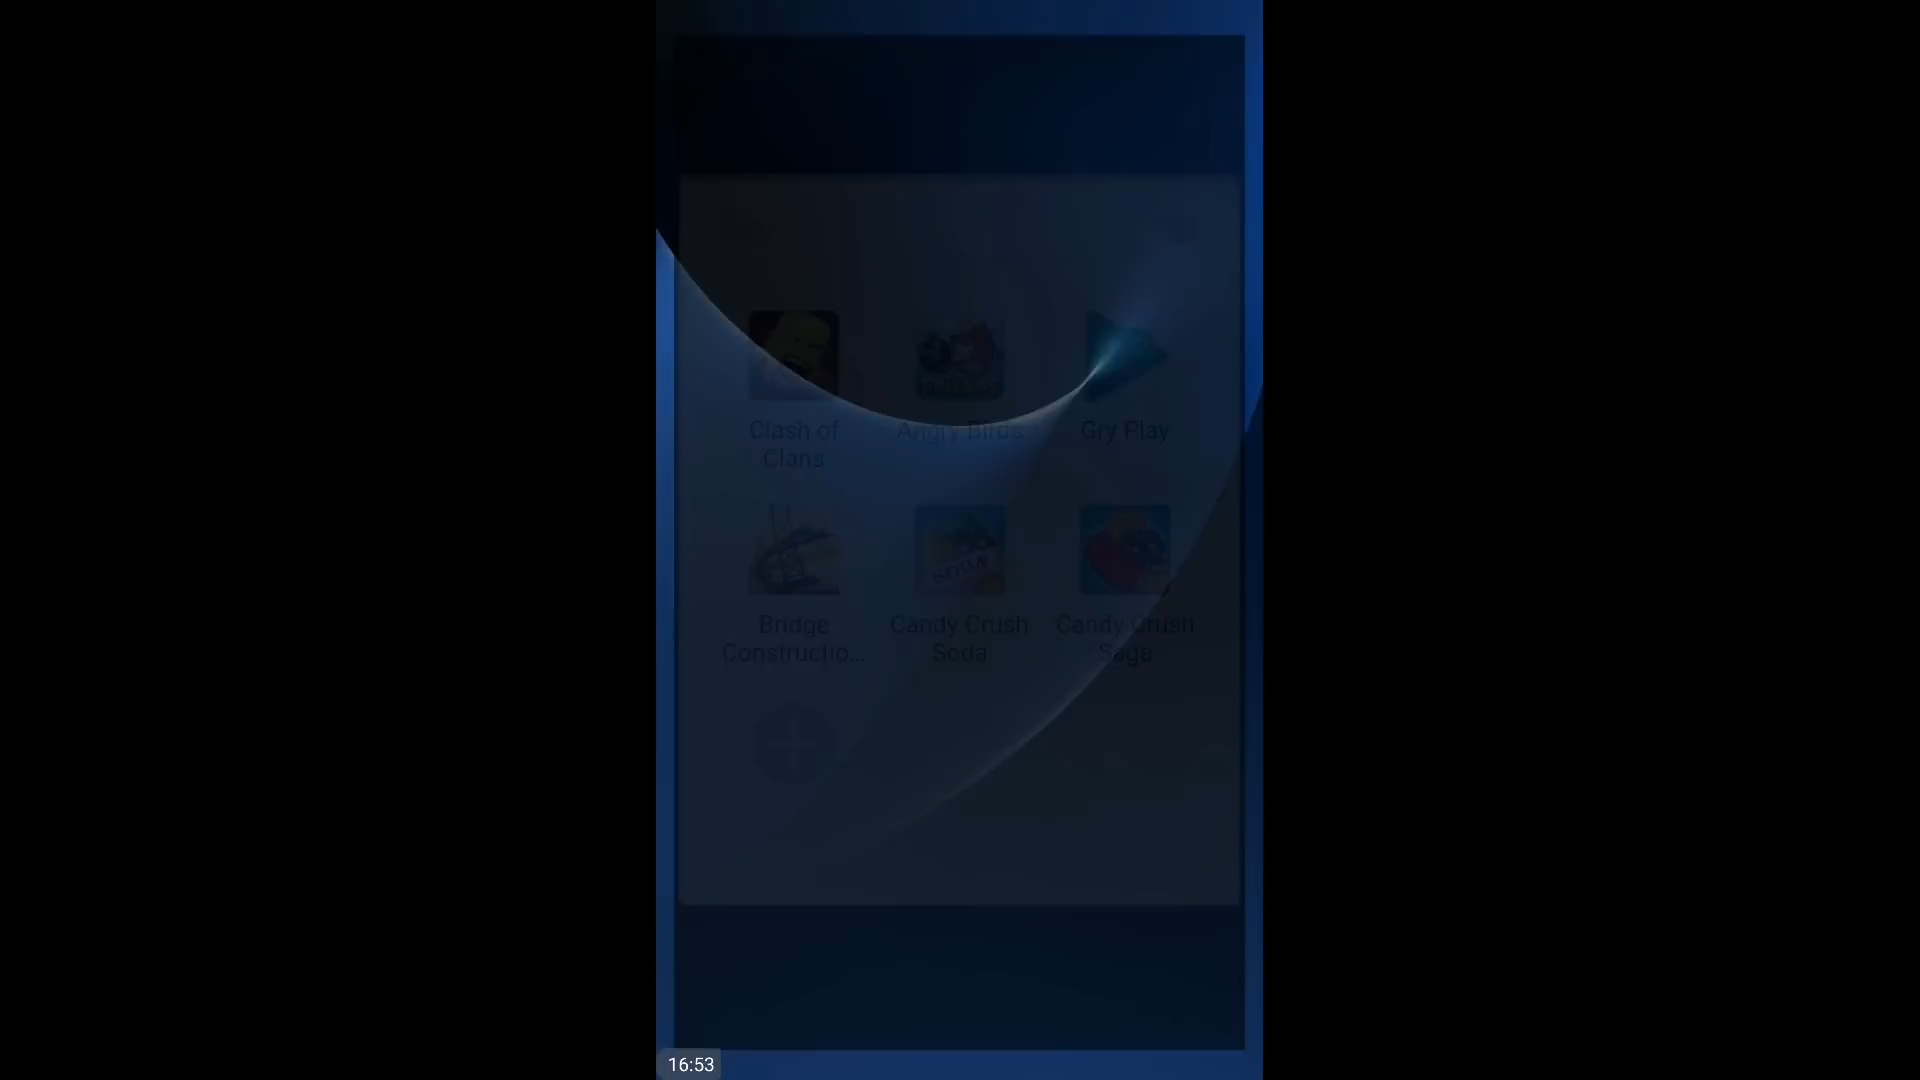 Clash of
Clans
Angry Birds
Gry Play
Bridge
Constructio...
Candy Crush
Soda
Candy Crush
Saga
16:53